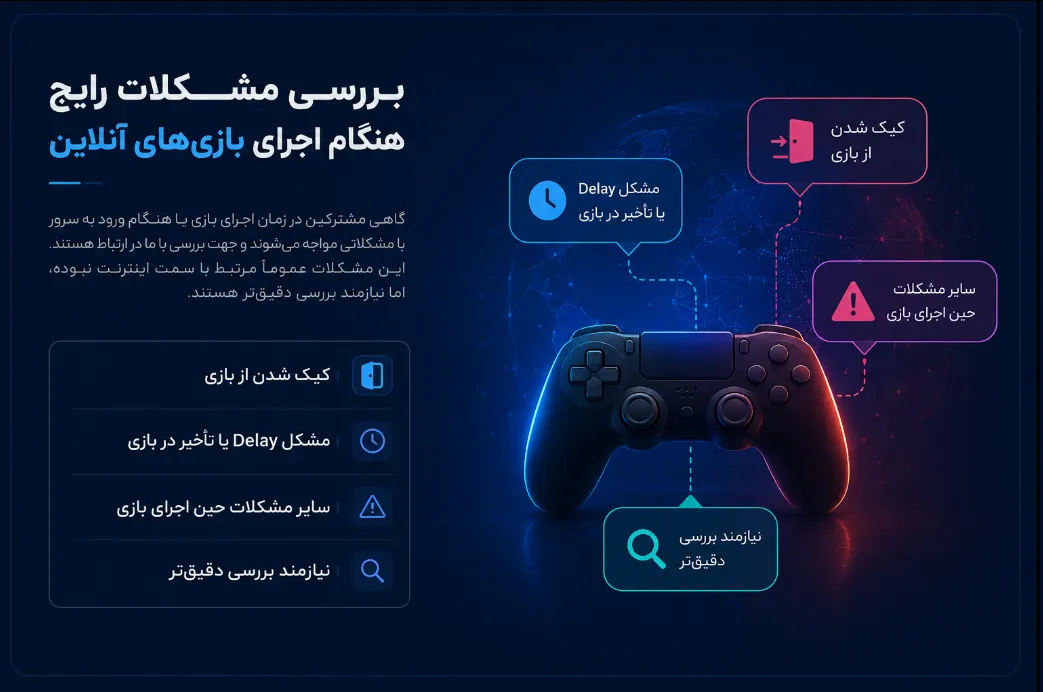 بررسی مشکلات رایج
هنگام اجرای بازی‌های آنلاین
گاهی مشترکین در زمان اجرای بازی یا هنگام ورود به سرور
با مشکلاتی مواجه می‌شوند و جهت بررسی با ما در ارتباط هستند.
این مشکلات عموماً مرتبط با سمت اینترنت نبوده،
اما نیازمند بررسی دقیق‌تر هستند.
کیک شدن از بازی
مشکل Delay یا تأخیر در بازی
سایر مشکلات حین اجرای بازی
نیازمند بررسی دقیق‌تر
کیک شدن
از بازی
مشکل Delay
یا تأخیر در بازی
سایر مشکلات
حین اجرای بازی
نیازمند بررسی
دقیق‌تر